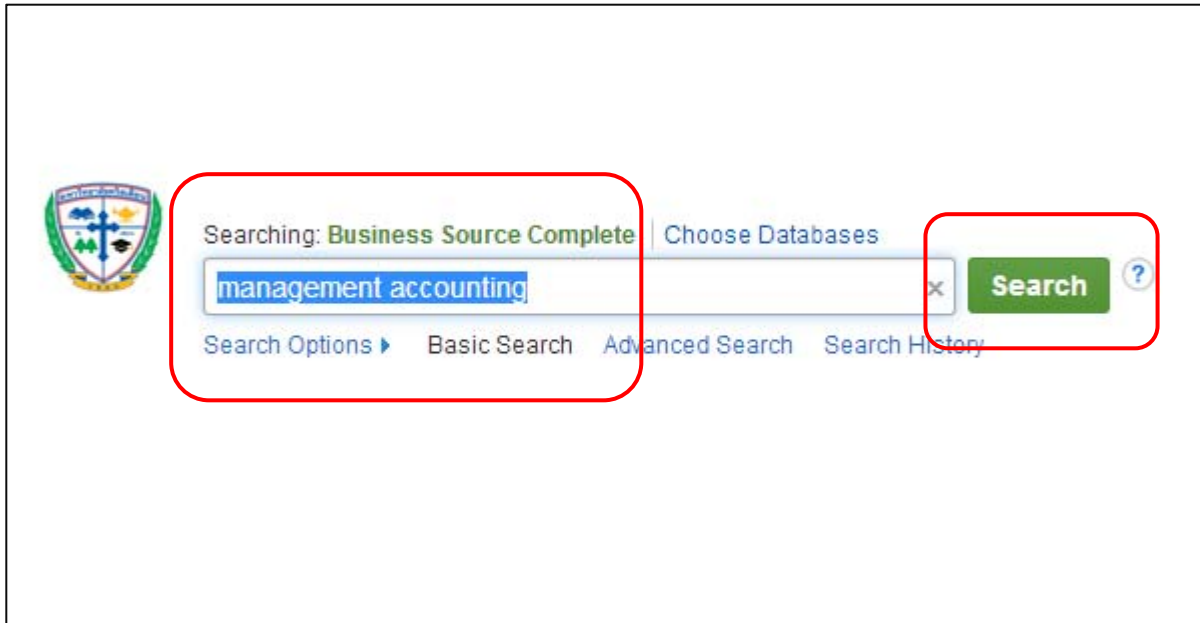 Searching: Business Source Complete | Choose Databases
management accounting × Search ?
Search Options Basic Search Advanced Search Search History